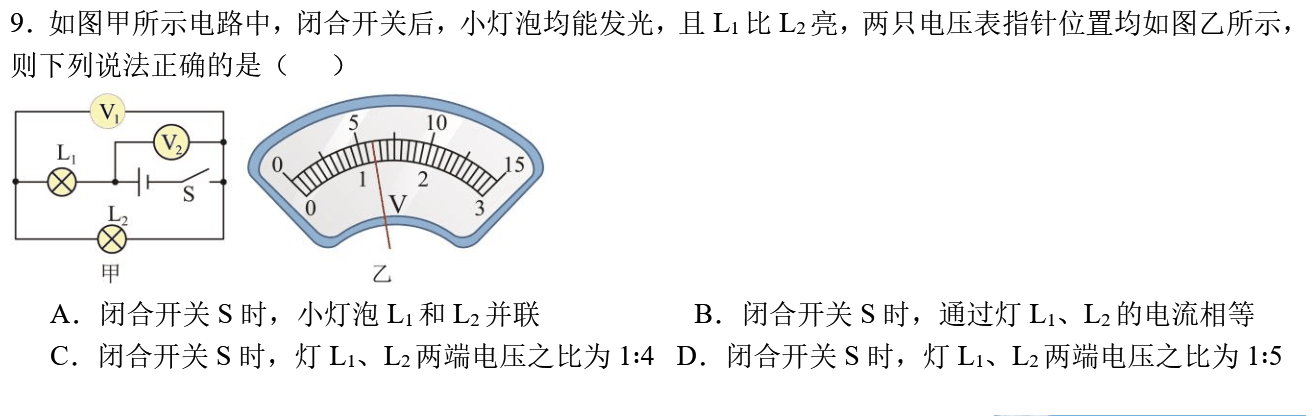 9．如图甲所示电路中，闭合开关后，小灯泡均能发光，且 L₁ 比 L₂ 亮，两只电压表指针位置均如图乙所示，
则下列说法正确的是（　　）
V₁
V₂
L₁
S
L₂
甲
5 10
0 15
1 2
0 V 3
乙
A．闭合开关 S 时，小灯泡 L₁ 和 L₂ 并联 B．闭合开关 S 时，通过灯 L₁、L₂ 的电流相等
C．闭合开关 S 时，灯 L₁、L₂ 两端电压之比为 1∶4 D．闭合开关 S 时，灯 L₁、L₂ 两端电压之比为 1∶5